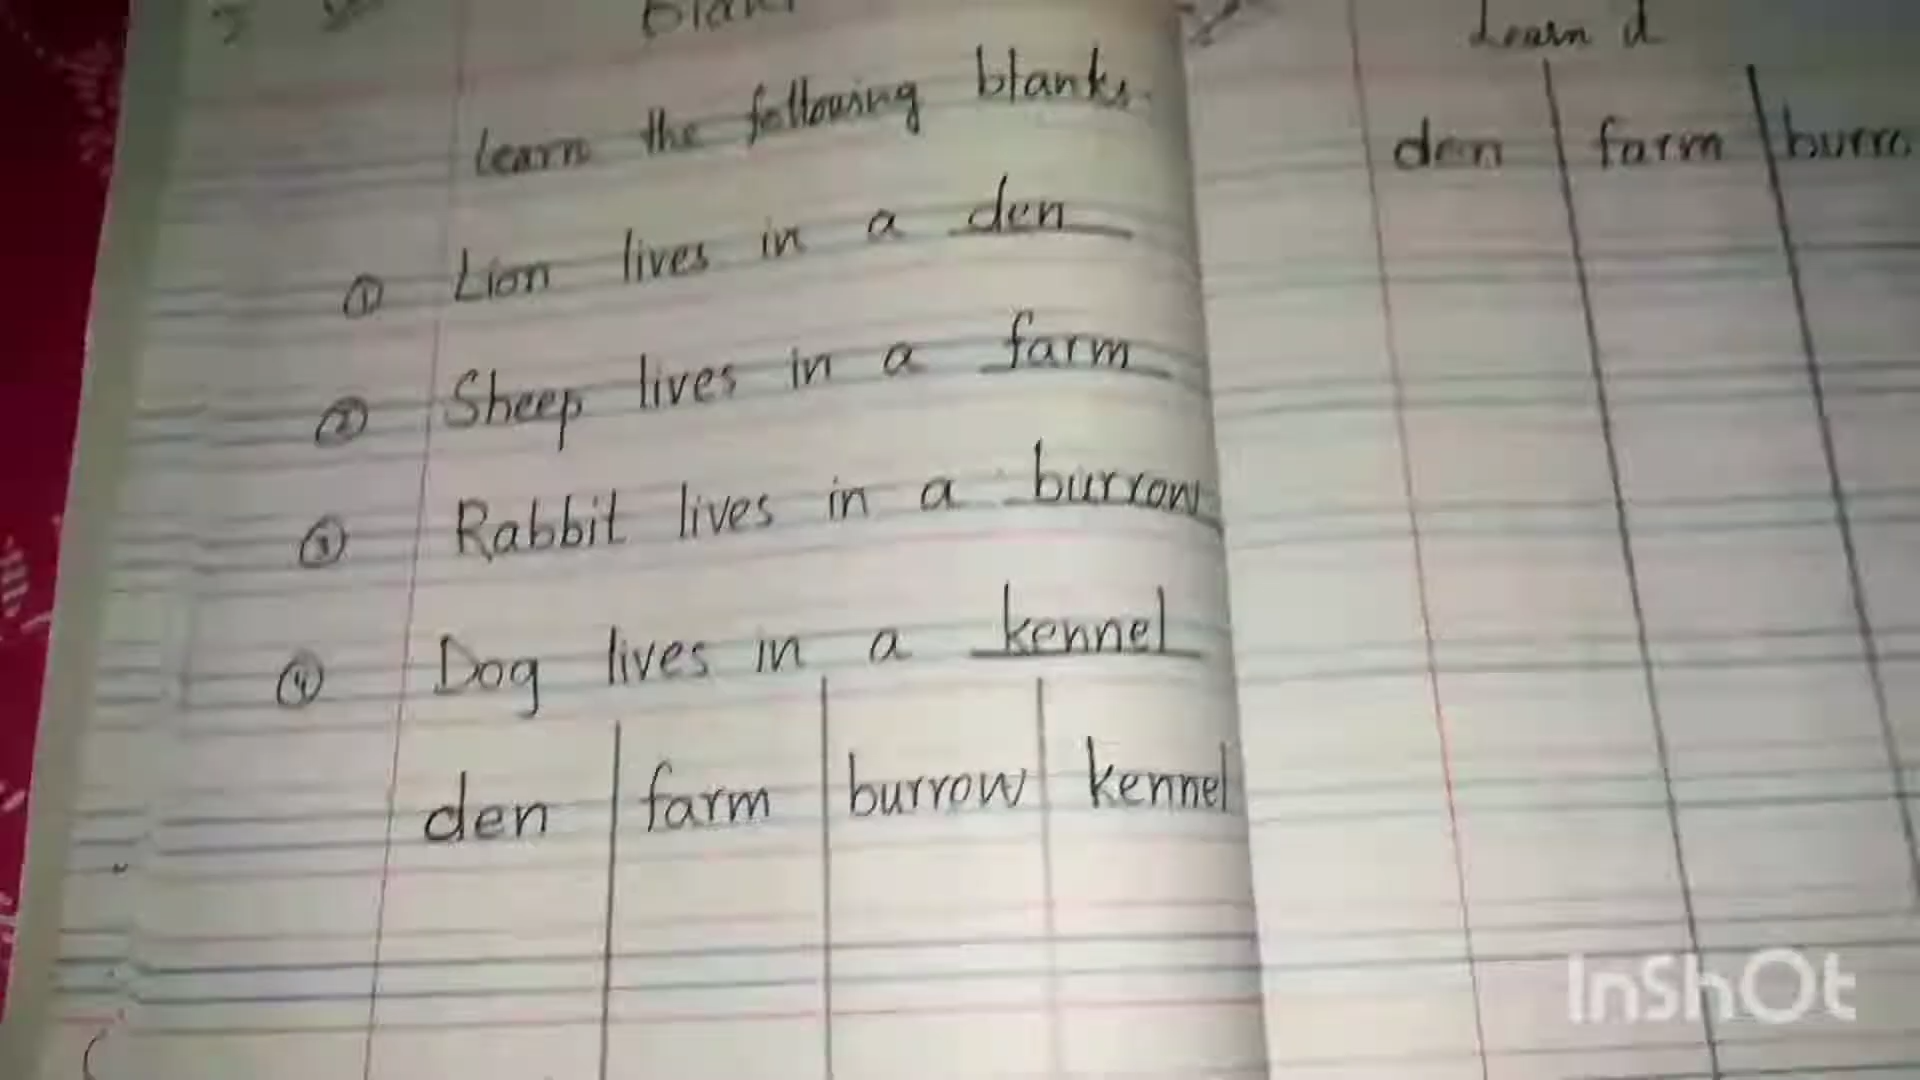 learn the following blanks.
① Lion lives in a den
② Sheep lives in a farm
③ Rabbit lives in a burrow
④ Dog lives in a kennel
den farm burrow kennel
Learn
den farm burro
InShOt